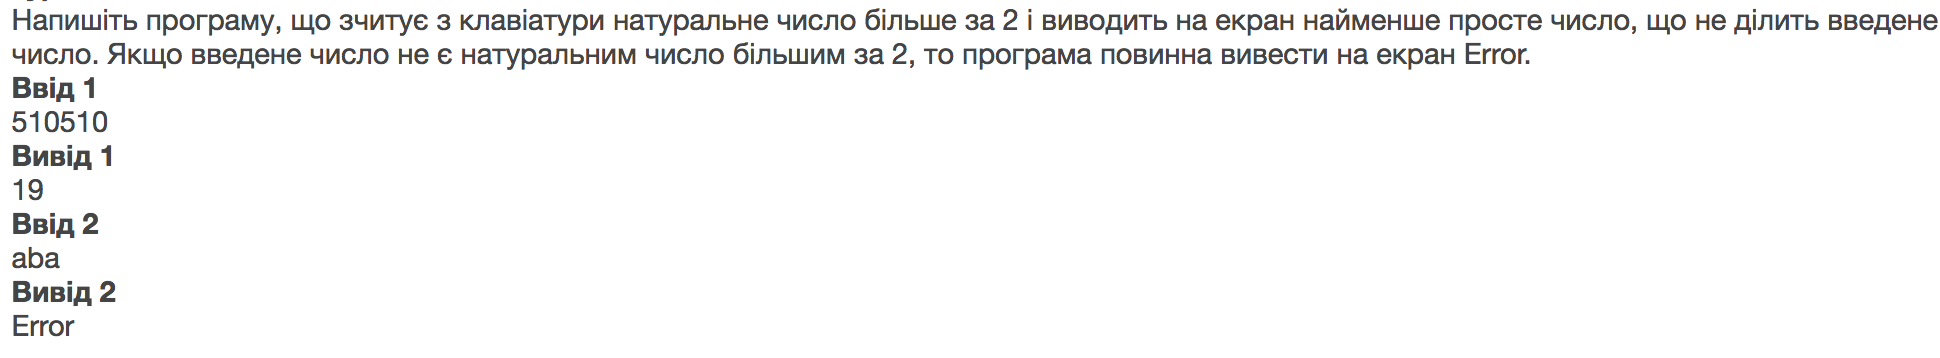 Напишіть програму, що зчитує з клавіатури натуральне число більше за 2 і виводить на екран найменше просте число, що не ділить введене
число. Якщо введене число не є натуральним число більшим за 2, то програма повинна вивести на екран Error.
Ввід 1
510510
Вивід 1
19
Ввід 2
aba
Вивід 2
Error